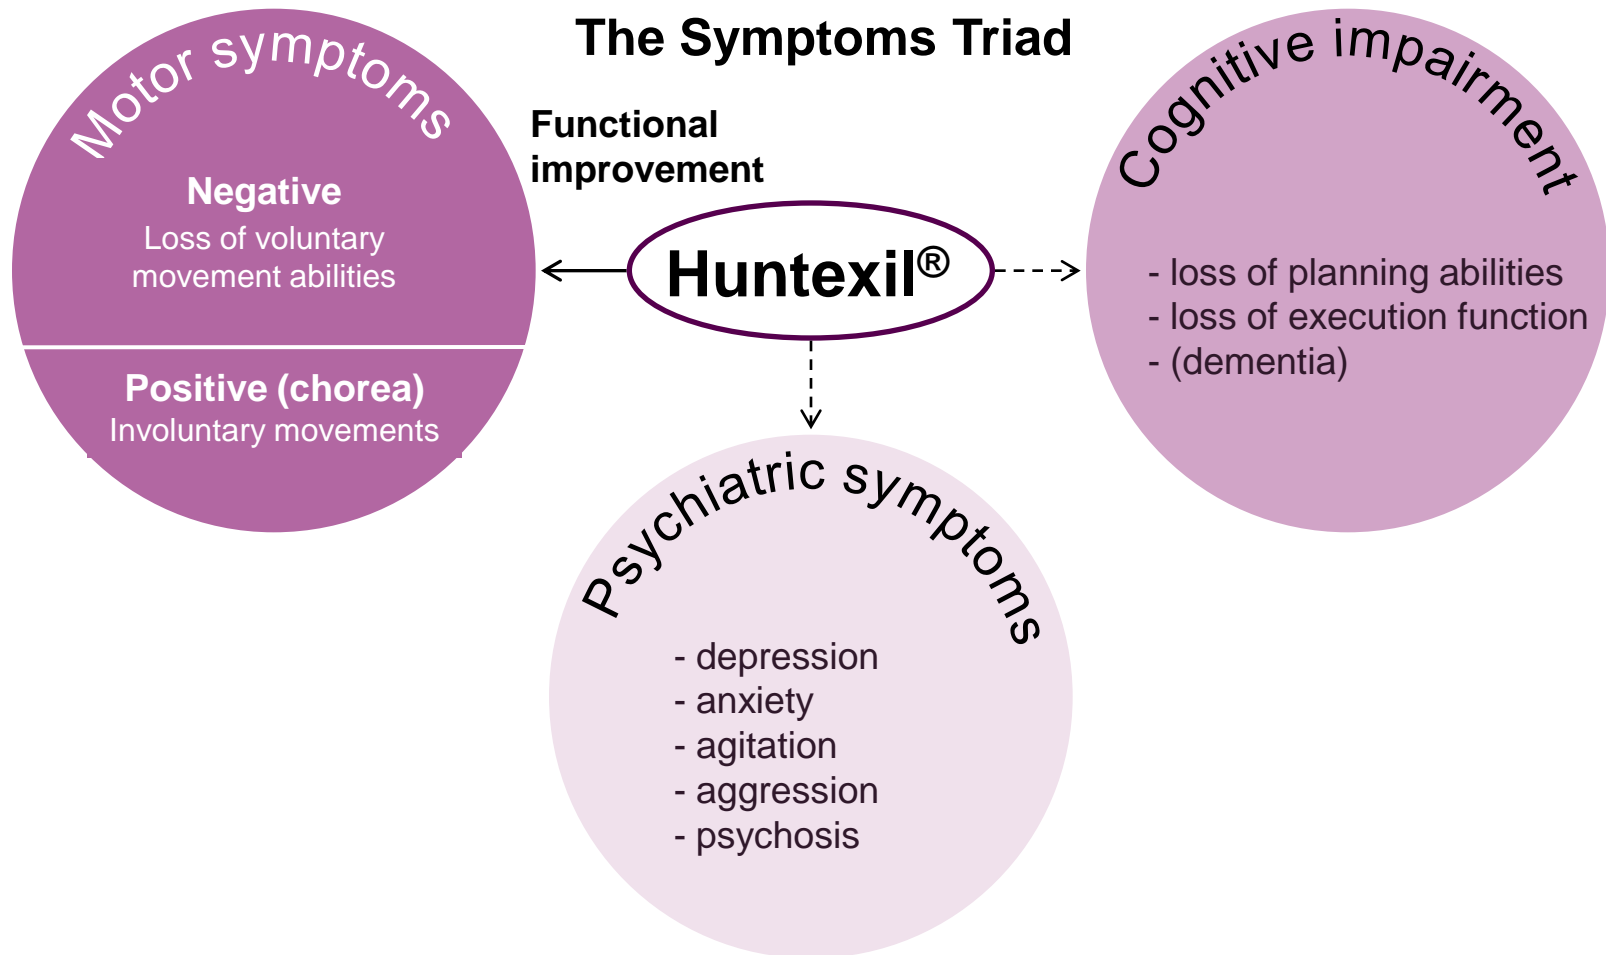 The Symptoms Triad
Motor symptoms
Negative
Loss of voluntary
movement abilities
Positive (chorea)
Involuntary movements
Functional
improvement
Huntexil®
Cognitive impairment
- loss of planning abilities
- loss of execution function
- (dementia)
Psychiatric symptoms
- depression
- anxiety
- agitation
- aggression
- psychosis